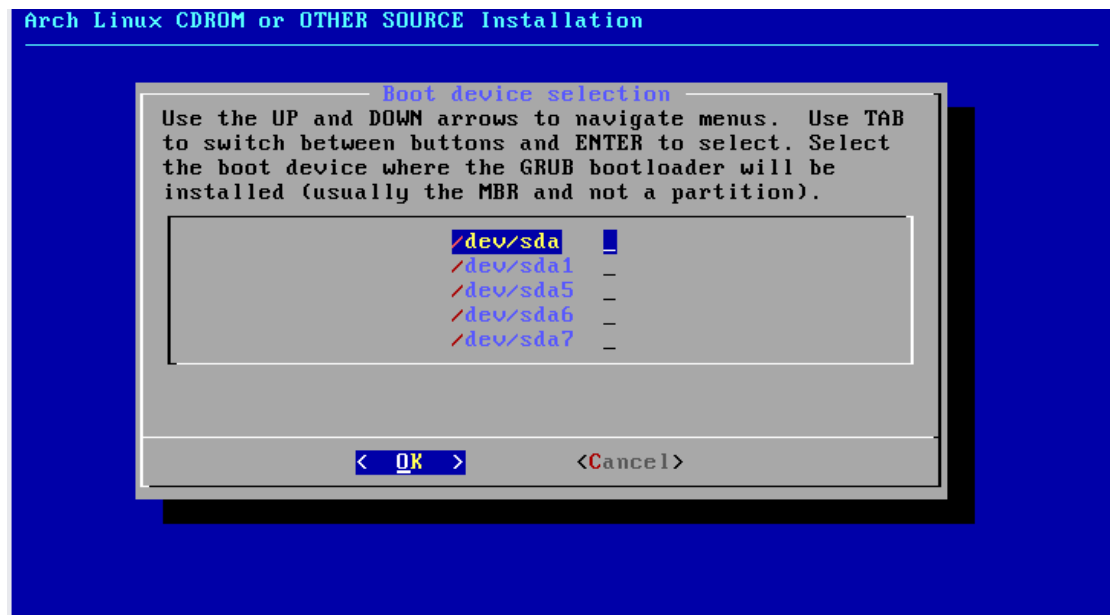 Arch Linux CDROM or OTHER SOURCE Installation
Boot device selection
Use the UP and DOWN arrows to navigate menus.  Use TAB
to switch between buttons and ENTER to select. Select
the boot device where the GRUB bootloader will be
installed (usually the MBR and not a partition).
/dev/sda _
/dev/sda1 _
/dev/sda5 _
/dev/sda6 _
/dev/sda7 _
<  OK  > <Cancel>